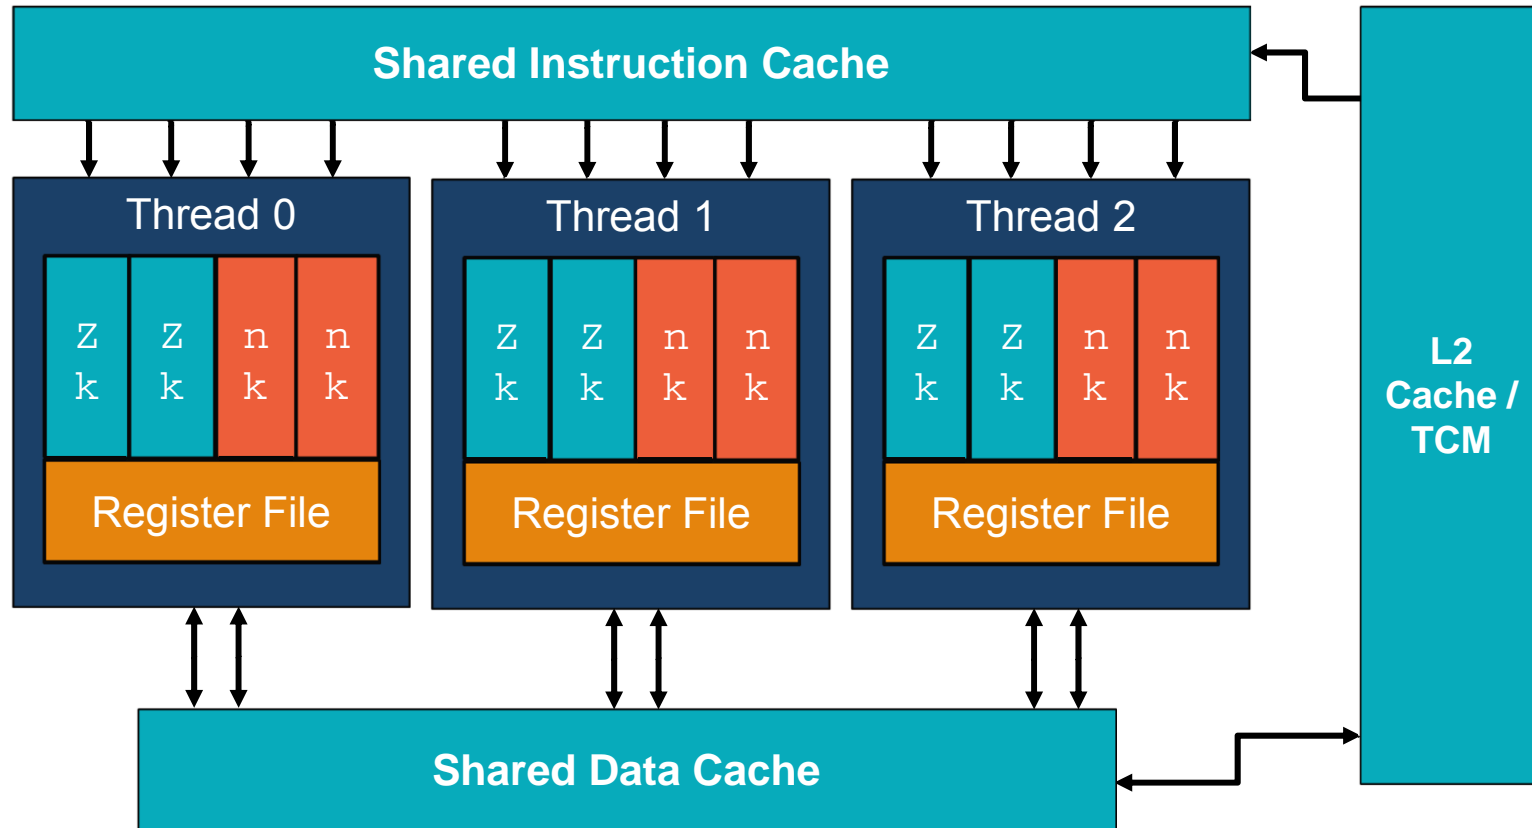 Shared Instruction Cache
Thread 0
Z Z n n
k k k k
Register File
Thread 1
Z Z n n
k k k k
Register File
Thread 2
Z Z n n
k k k k
Register File
L2
Cache /
TCM
Shared Data Cache